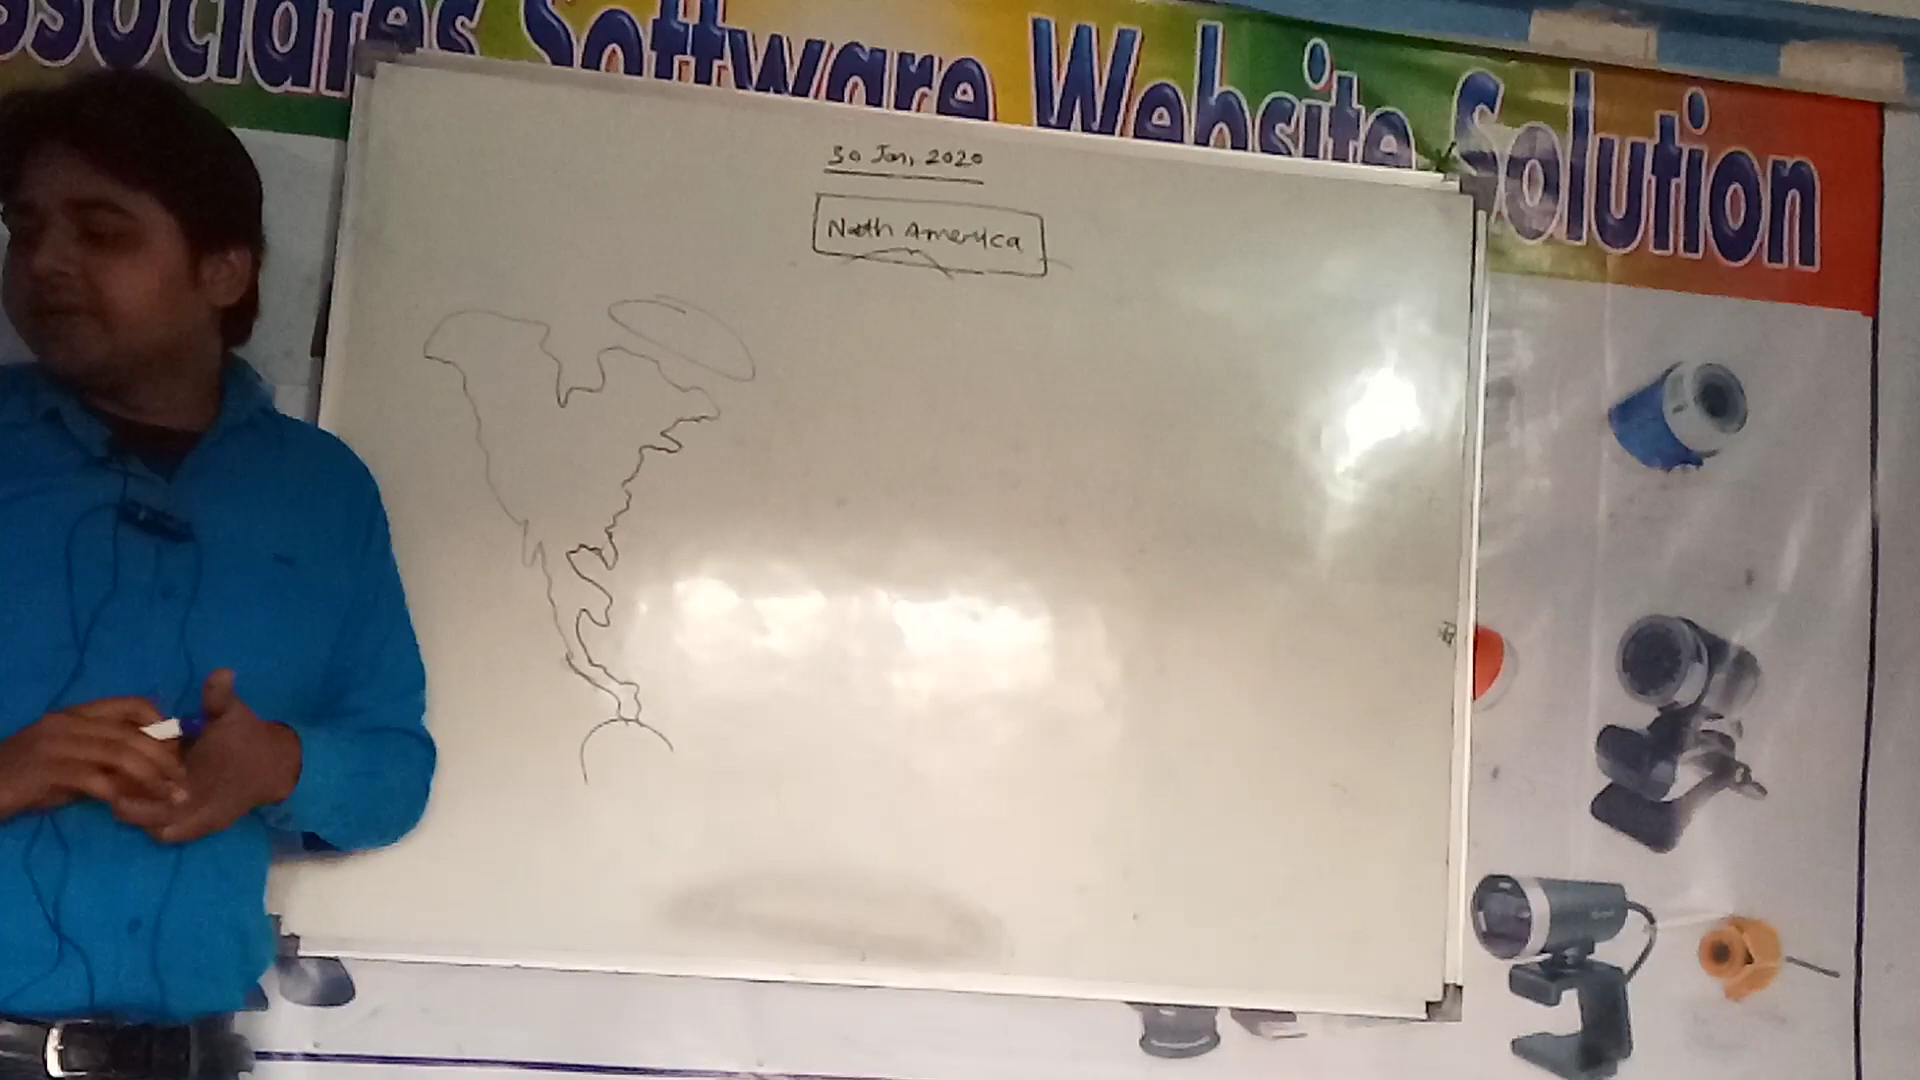 ssociates Software Website Solution
30 Jan, 2020
North America